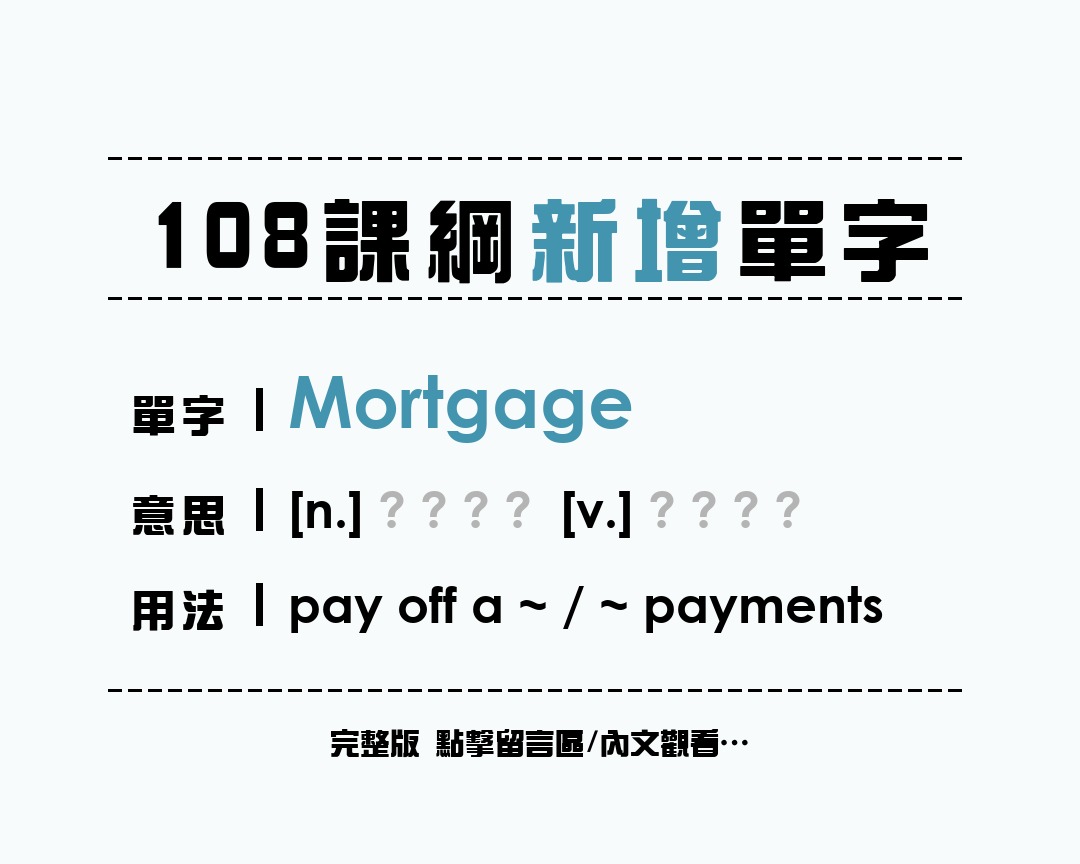 108課綱新增單字
單字 | Mortgage
意思 | [n.] ? ? ? ? [v.] ? ? ? ?
用法 | pay off a ~ / ~ payments
完整版 點擊留言區/內文觀看…